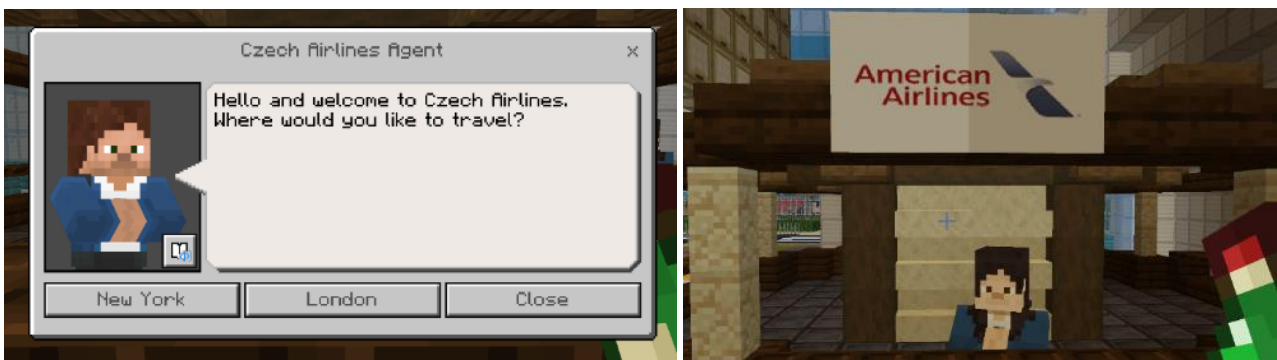 Czech Airlines Agent
x
Hello and welcome to Czech Airlines.
Where would you like to travel?
New York
London
Close
American
Airlines